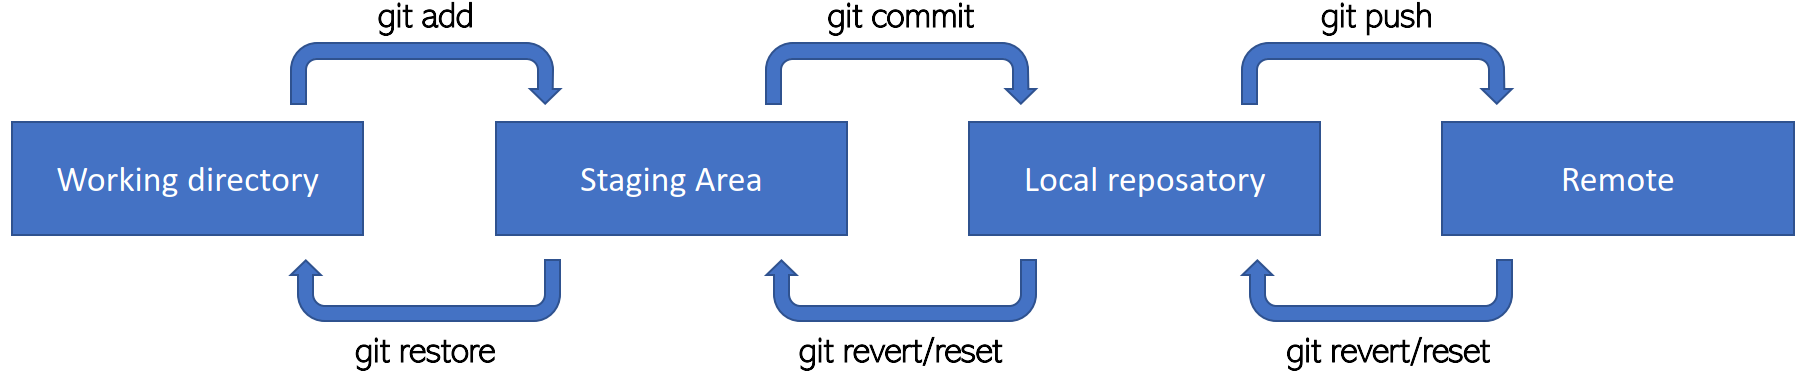 git add
git commit
git push
Working directory
Staging Area
Local reposatory
Remote
git restore
git revert/reset
git revert/reset